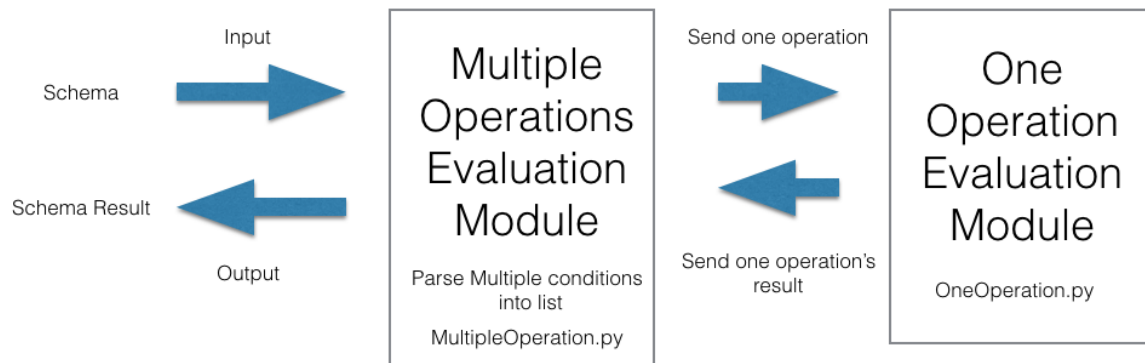 Input
Schema
Schema Result
Output
Multiple
Operations
Evaluation
Module
Parse Multiple conditions
into list
MultipleOperation.py
Send one operation
Send one operation's
result
One
Operation
Evaluation
Module
OneOperation.py